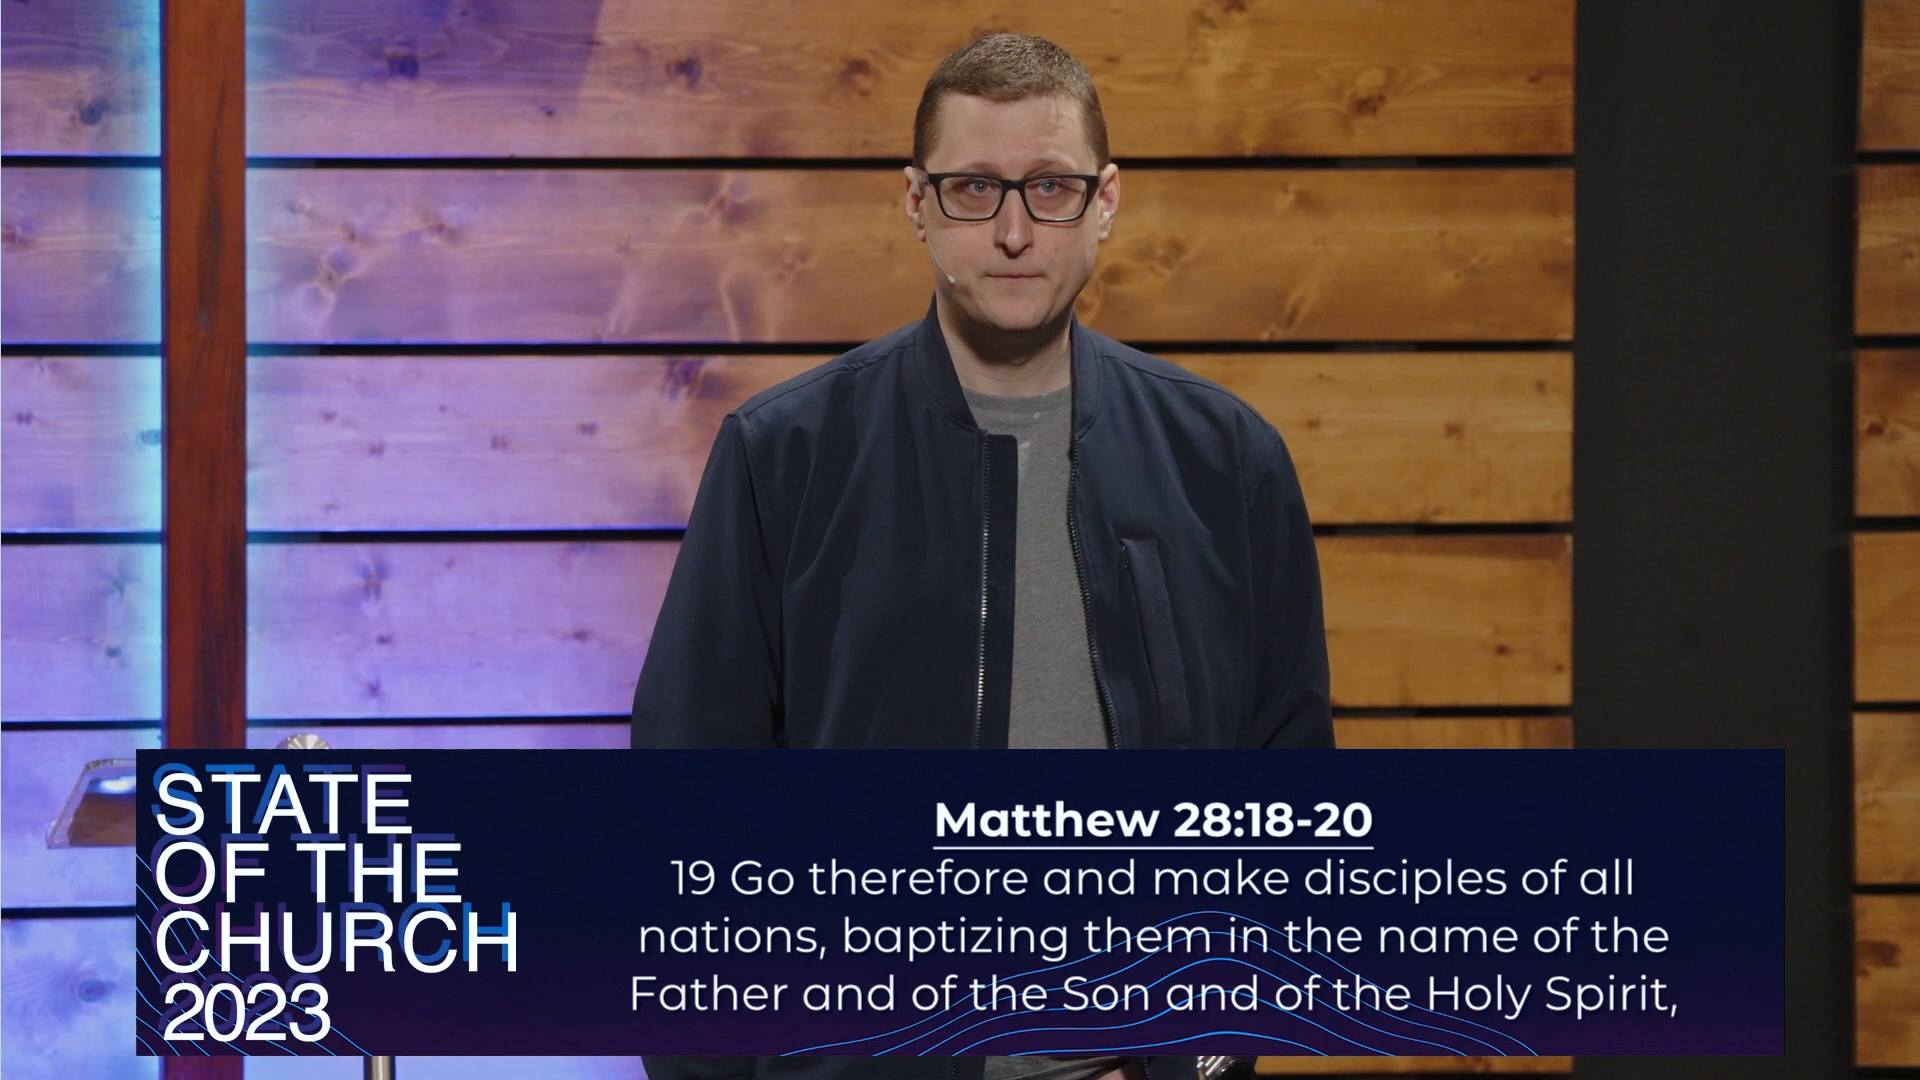 STATE
OF THE
CHURCH
2023
Matthew 28:18-20
19 Go therefore and make disciples of all
nations, baptizing them in the name of the
Father and of the Son and of the Holy Spirit,